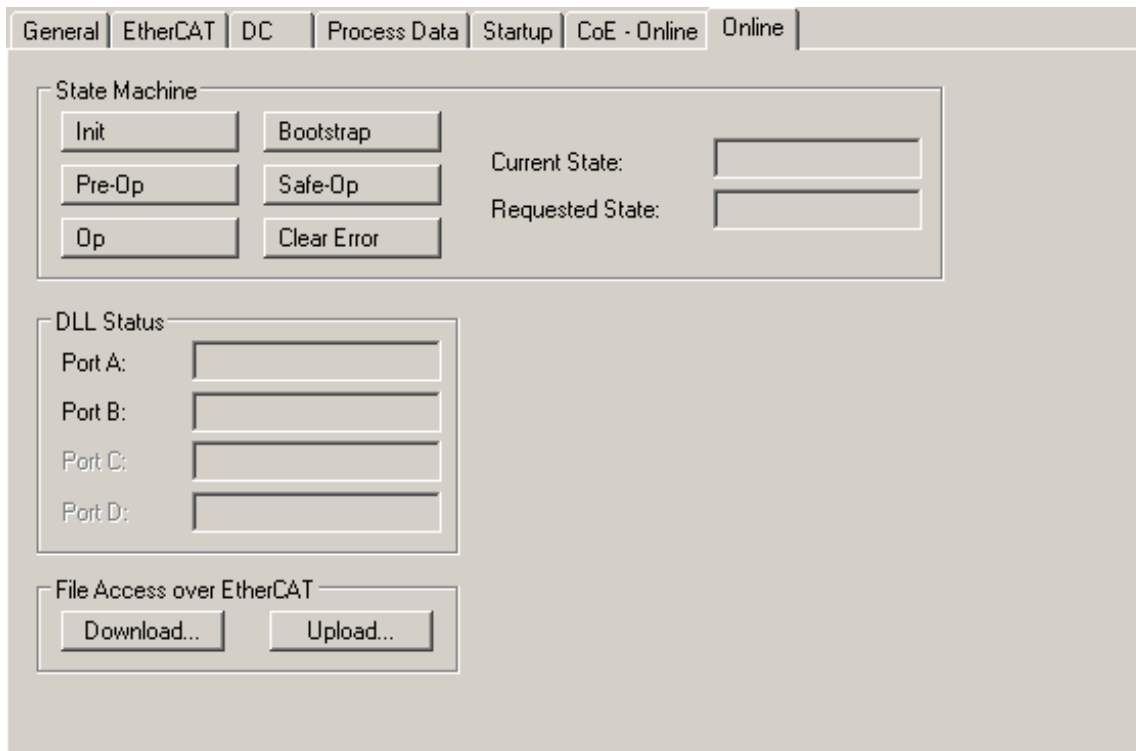 General EtherCAT DC Process Data Startup CoE - Online Online
State Machine
Init Bootstrap
Current State:
Pre-Op Safe-Op
Requested State:
Op Clear Error
DLL Status
Port A:
Port B:
Port C:
Port D:
File Access over EtherCAT
Download... Upload...